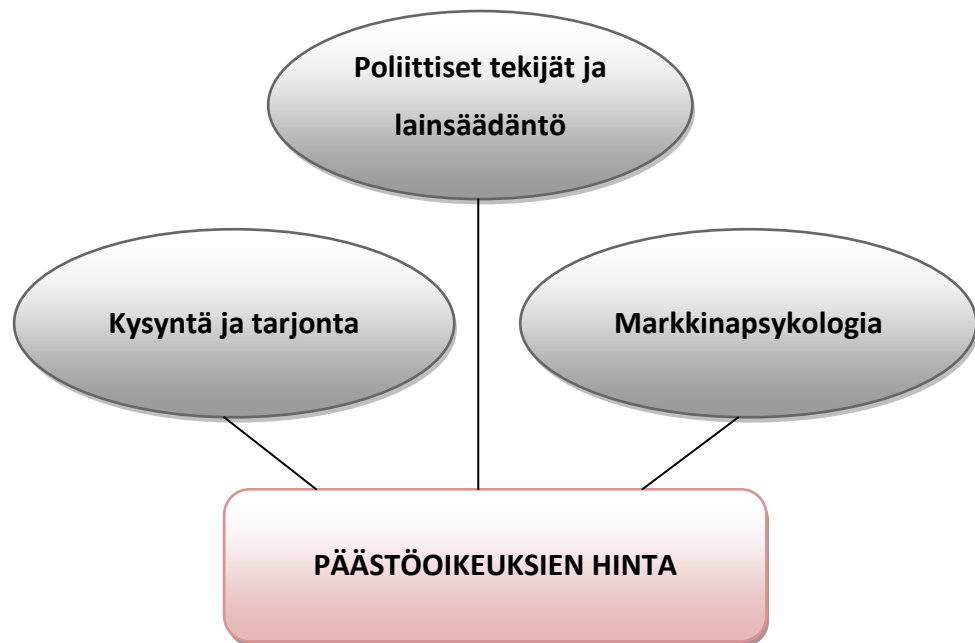 Poliittiset tekijät ja
lainsäädäntö
Kysyntä ja tarjonta
Markkinapsykologia
PÄÄSTÖOIKEUKSIEN HINTA